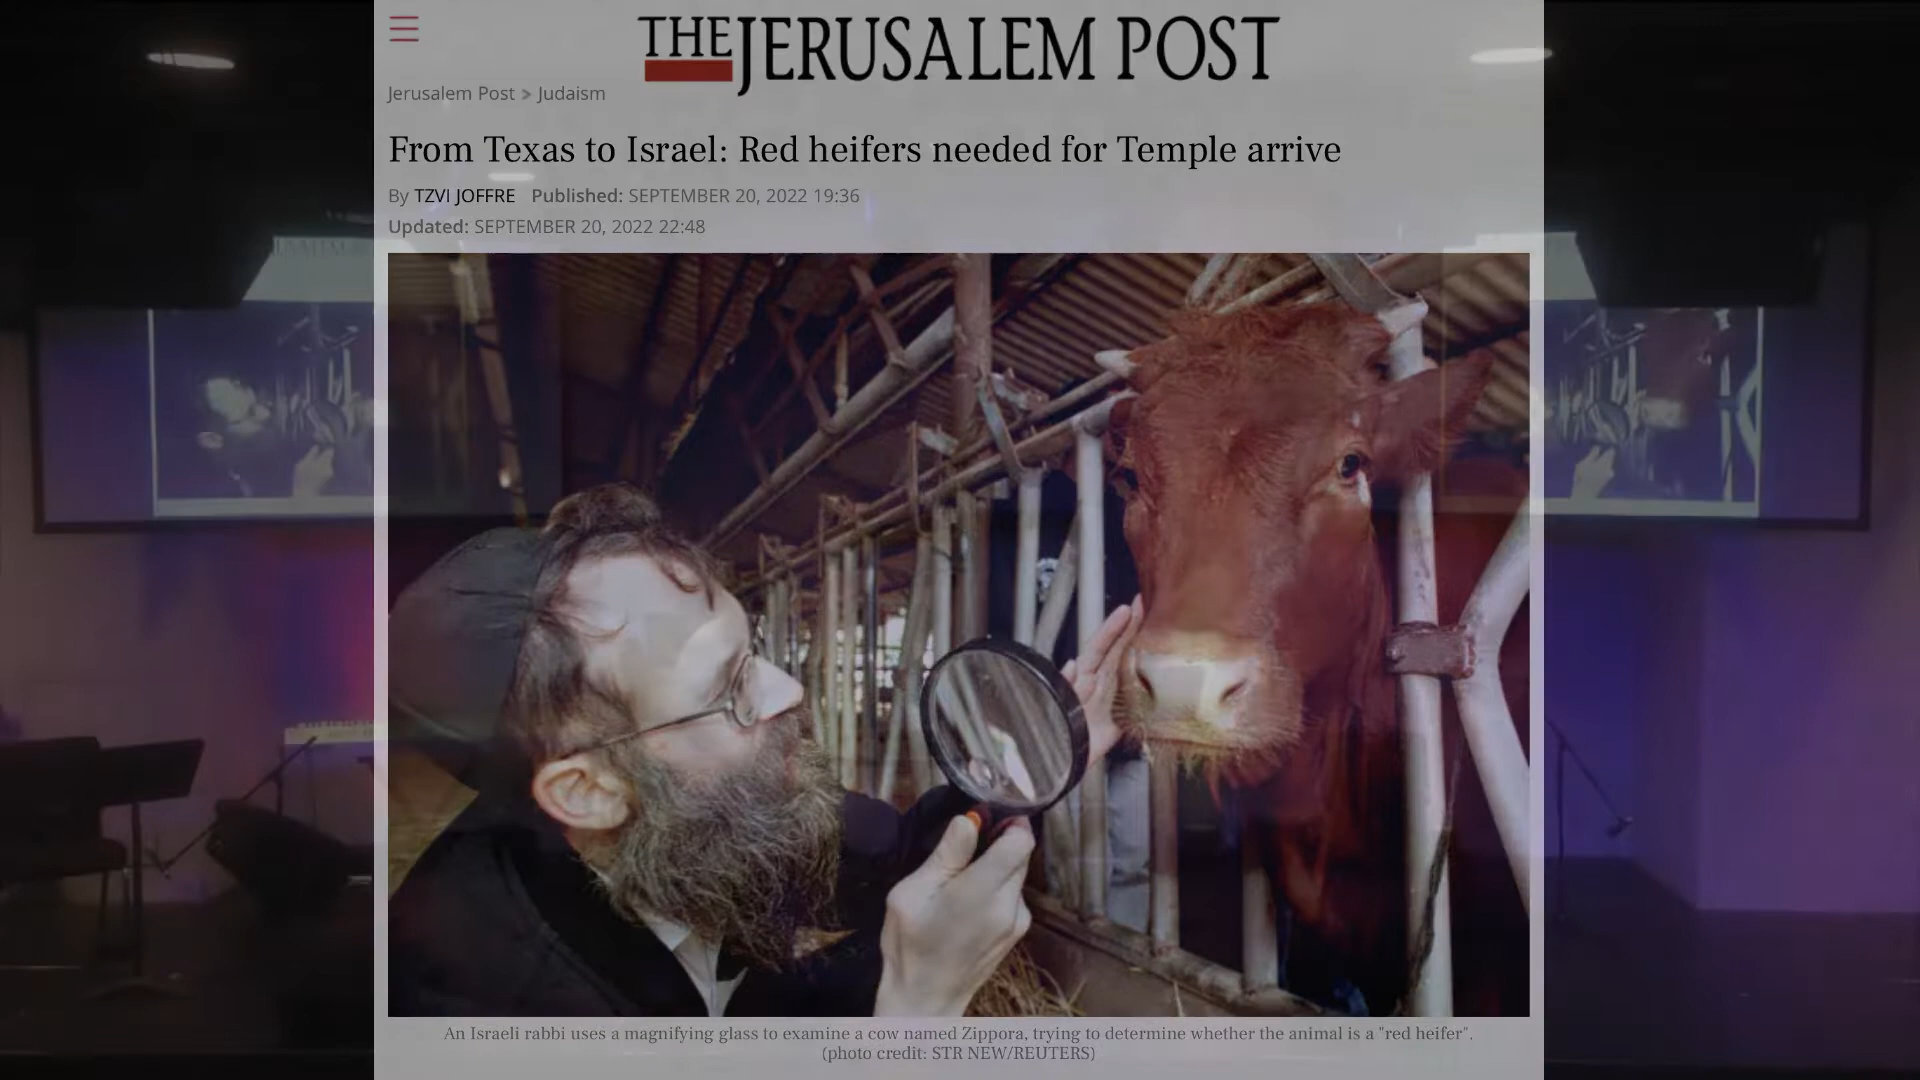 THE JERUSALEM POST
Jerusalem Post > Judaism
From Texas to Israel: Red heifers needed for Temple arrive
By TZVI JOFFRE Published: SEPTEMBER 20, 2022 19:36
Updated: SEPTEMBER 20, 2022 22:48
An Israeli rabbi uses a magnifying glass to examine a cow named Zippora, trying to determine whether the animal is a "red heifer".
(photo credit: STR NEW/REUTERS)